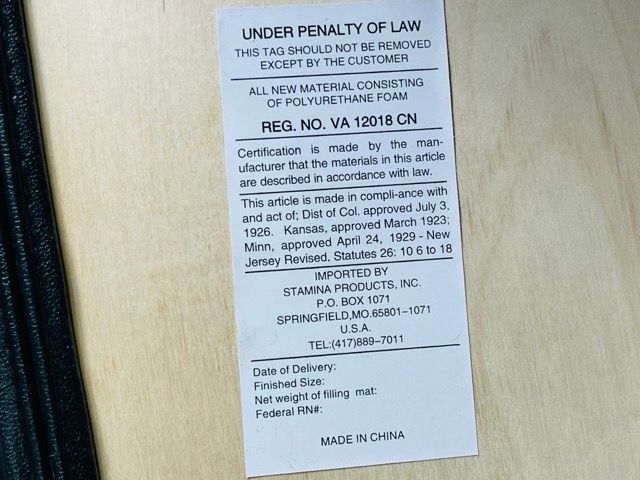 UNDER PENALTY OF LAW
THIS TAG SHOULD NOT BE REMOVED
EXCEPT BY THE CUSTOMER
ALL NEW MATERIAL CONSISTING
OF POLYURETHANE FOAM
REG. NO. VA 12018 CN
Certification is made by the man-
ufacturer that the materials in this article
are described in accordance with law.
This article is made in compli-ance with
and act of; Dist of Col. approved July 3,
1926. Kansas, approved March 1923;
Minn, approved April 24, 1929 - New
Jersey Revised. Statutes 26: 10 6 to 18
IMPORTED BY
STAMINA PRODUCTS, INC.
P.O. BOX 1071
SPRINGFIELD,MO.65801-1071
U.S.A.
TEL:(417)889-7011
Date of Delivery:
Finished Size:
Net weight of filling mat:
Federal RN#:
MADE IN CHINA